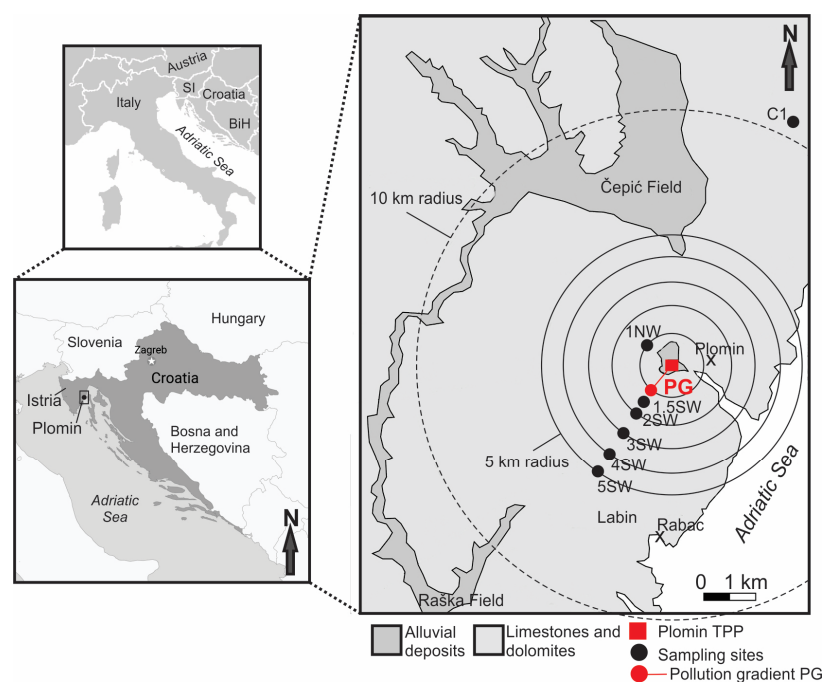 Austria
SI
Italy
Croatia
BiH
Adriatic Sea
Hungary
Slovenia
Zagreb
Croatia
Istria
Plomin
Bosna and
Herzegovina
Adriatic
Sea
N
N
C1
Čepić Field
10 km radius
1NW
Plomin
X
PG
1.5SW
2SW
3SW
4SW
5 km radius
5SW
Labin
Rabac
X
Adriatic Sea
0 1 km
Raška Field
Alluvial
deposits
Limestones and
dolomites
Plomin TPP
Sampling sites
Pollution gradient PG